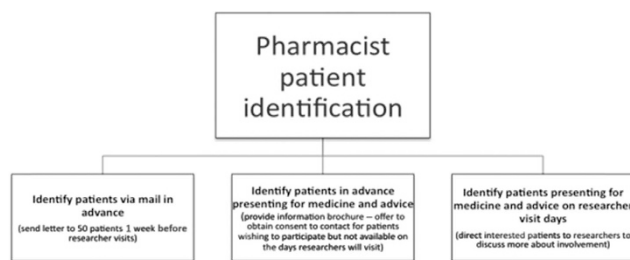 Pharmacist
patient
identification
Identify patients via mail in
advance
(send letter to 50 patients 1 week before
researcher visits)
Identify patients in advance
presenting for medicine and advice
(provide information brochure – offer to
obtain consent to contact for patients
wishing to participate but not available on
the days researchers will visit)
Identify patients presenting for
medicine and advice on researcher
visit days
(direct interested patients to researchers to
discuss more about involvement)